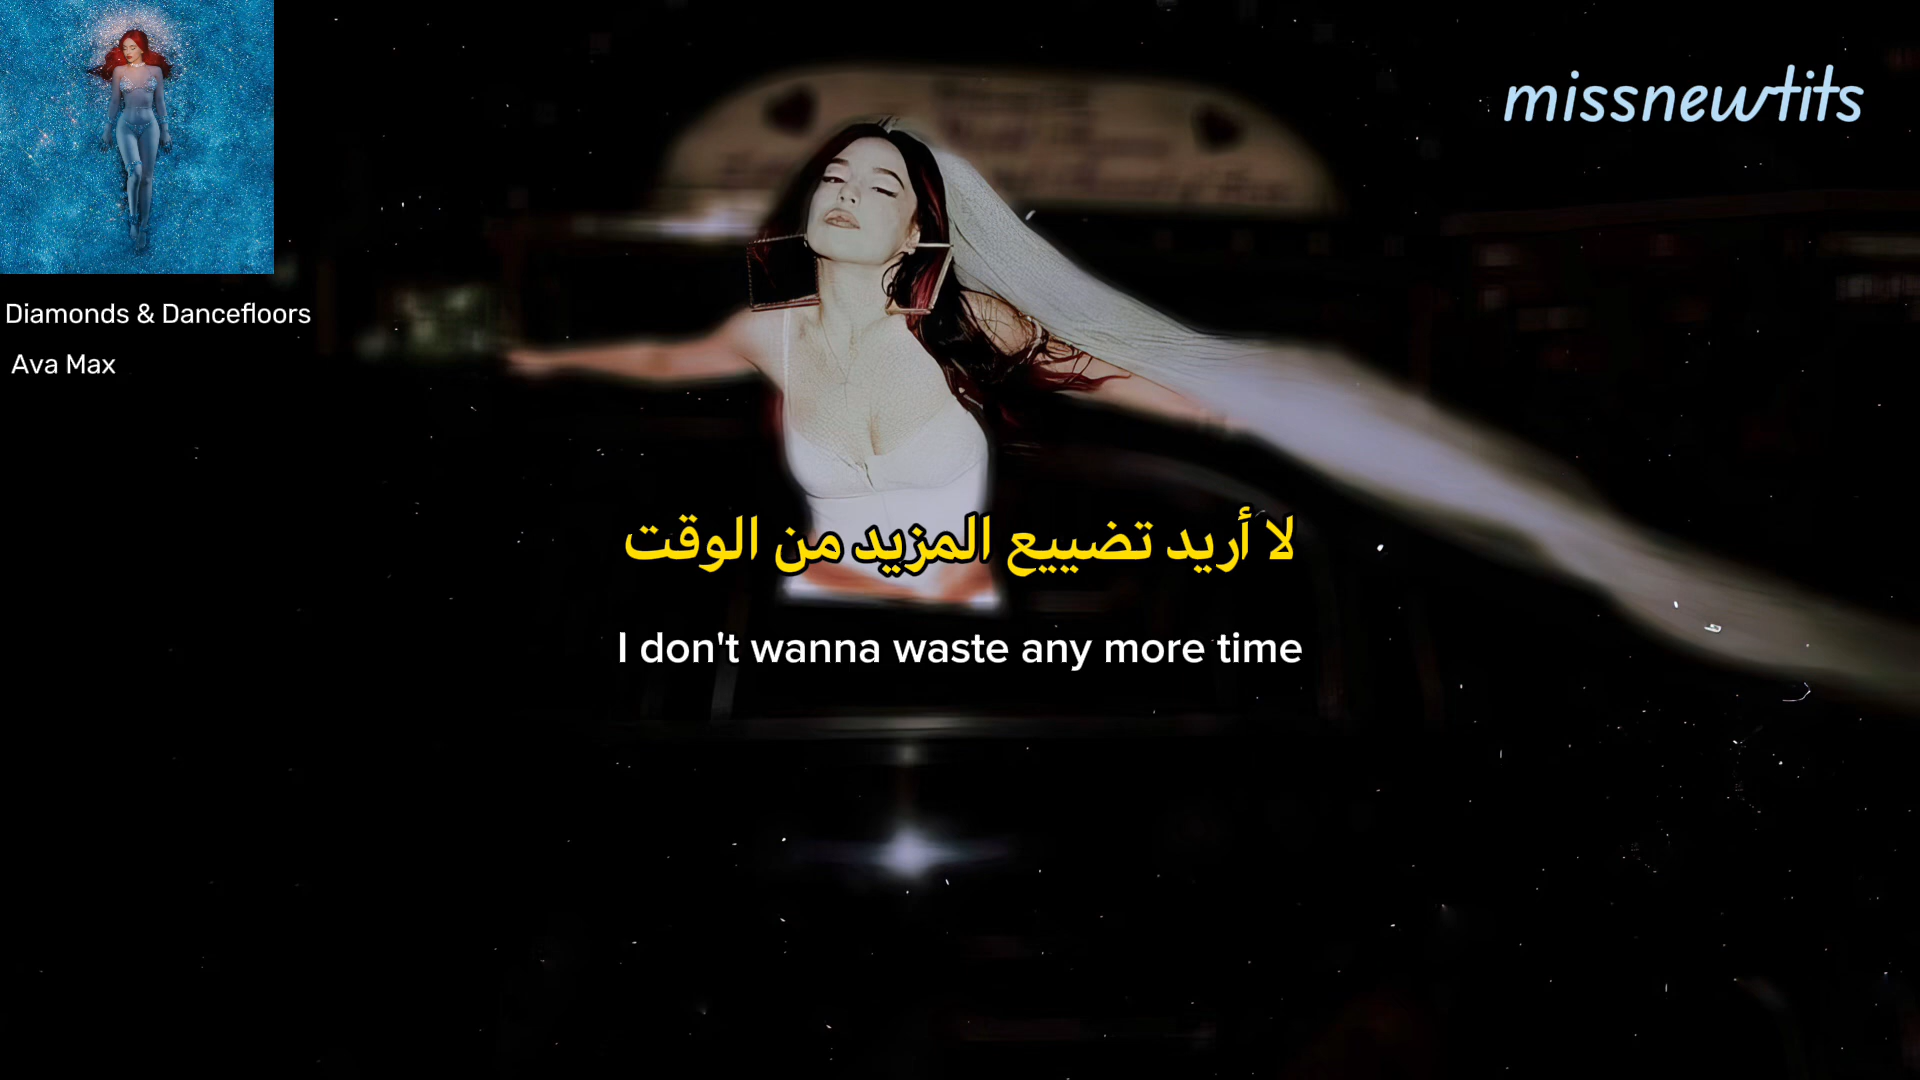 missnewtits
Diamonds & Dancefloors
Ava Max
لا أريد تضييع المزيد من الوقت
I don't wanna waste any more time